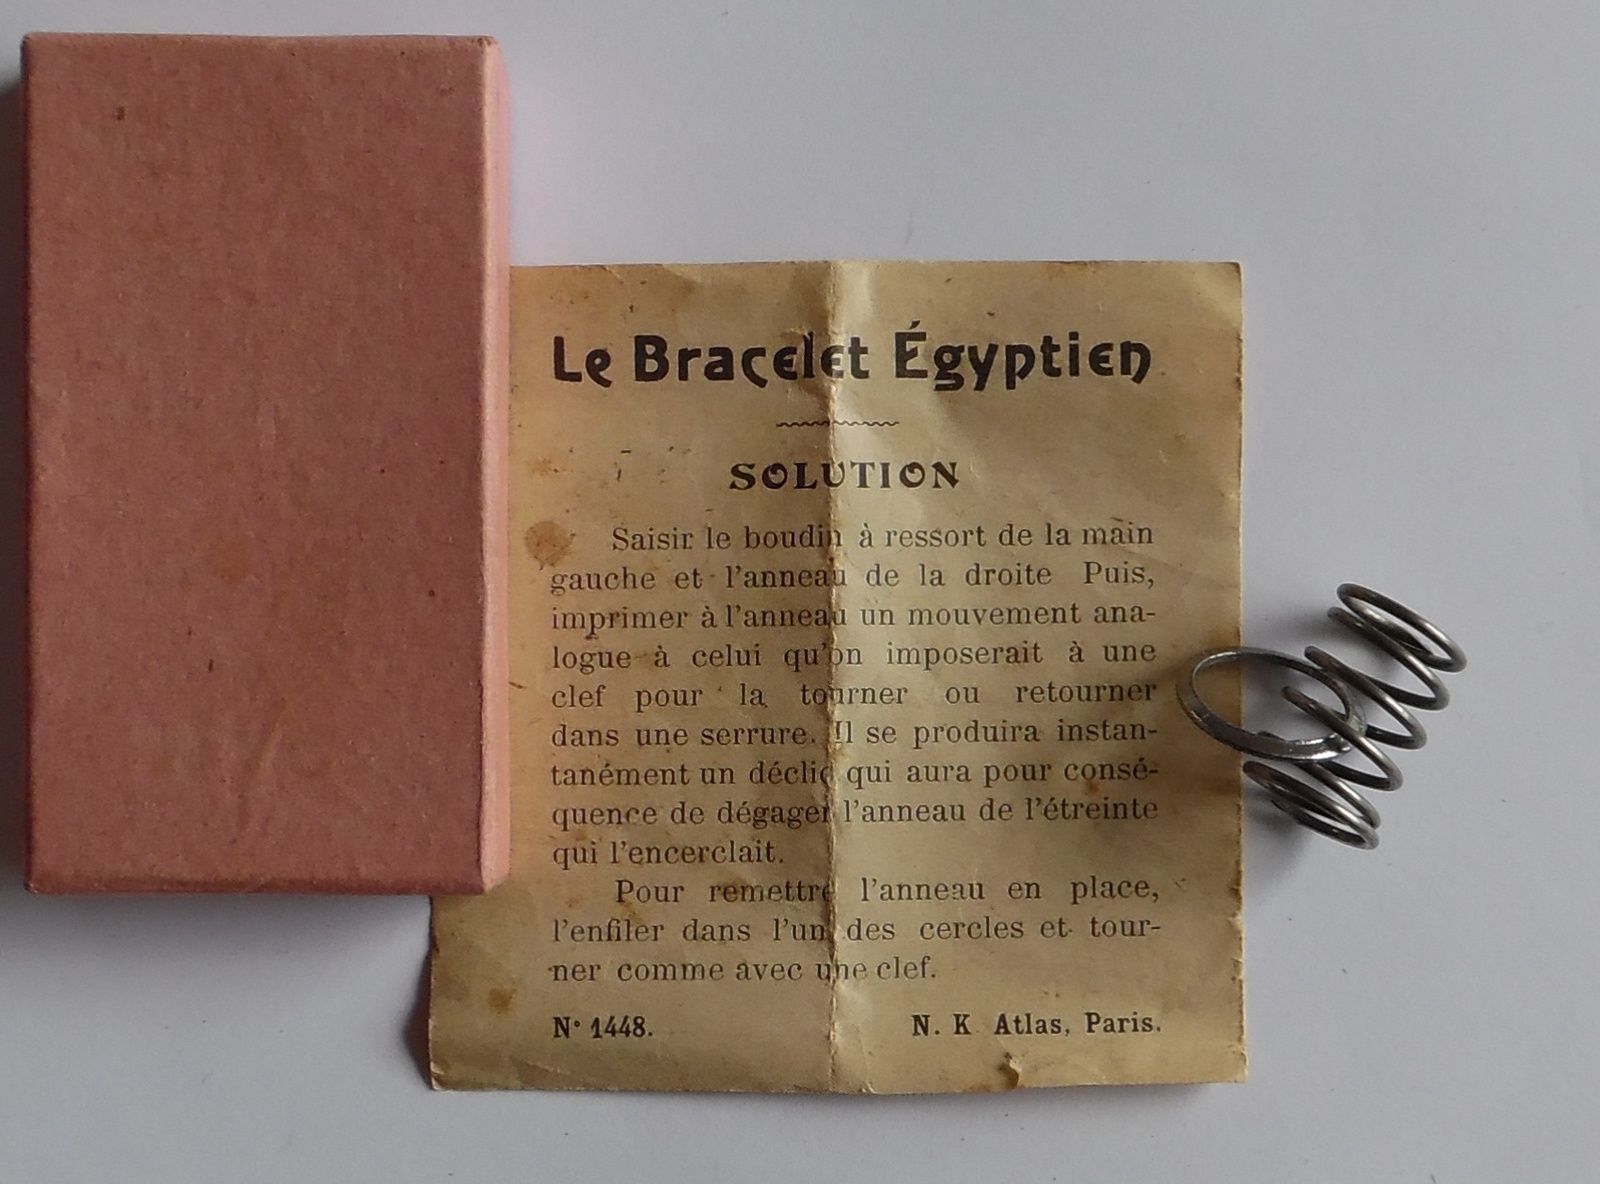 Le Bracelet Égyptien
SOLUTION
Saisir le boudin à ressort de la main
gauche et l'anneau de la droite Puis,
imprimer à l'anneau un mouvement ana-
logue à celui qu'on imposerait à une
clef pour la tourner ou retourner
dans une serrure. Il se produira instan-
tanément un déclic qui aura pour consé-
quence de dégager l'anneau de l'étreinte
qui l'encerclait.
Pour remettre l'anneau en place,
l'enfiler dans l'un des cercles et tour-
ner comme avec une clef.
N° 1448.
N. K Atlas, Paris.